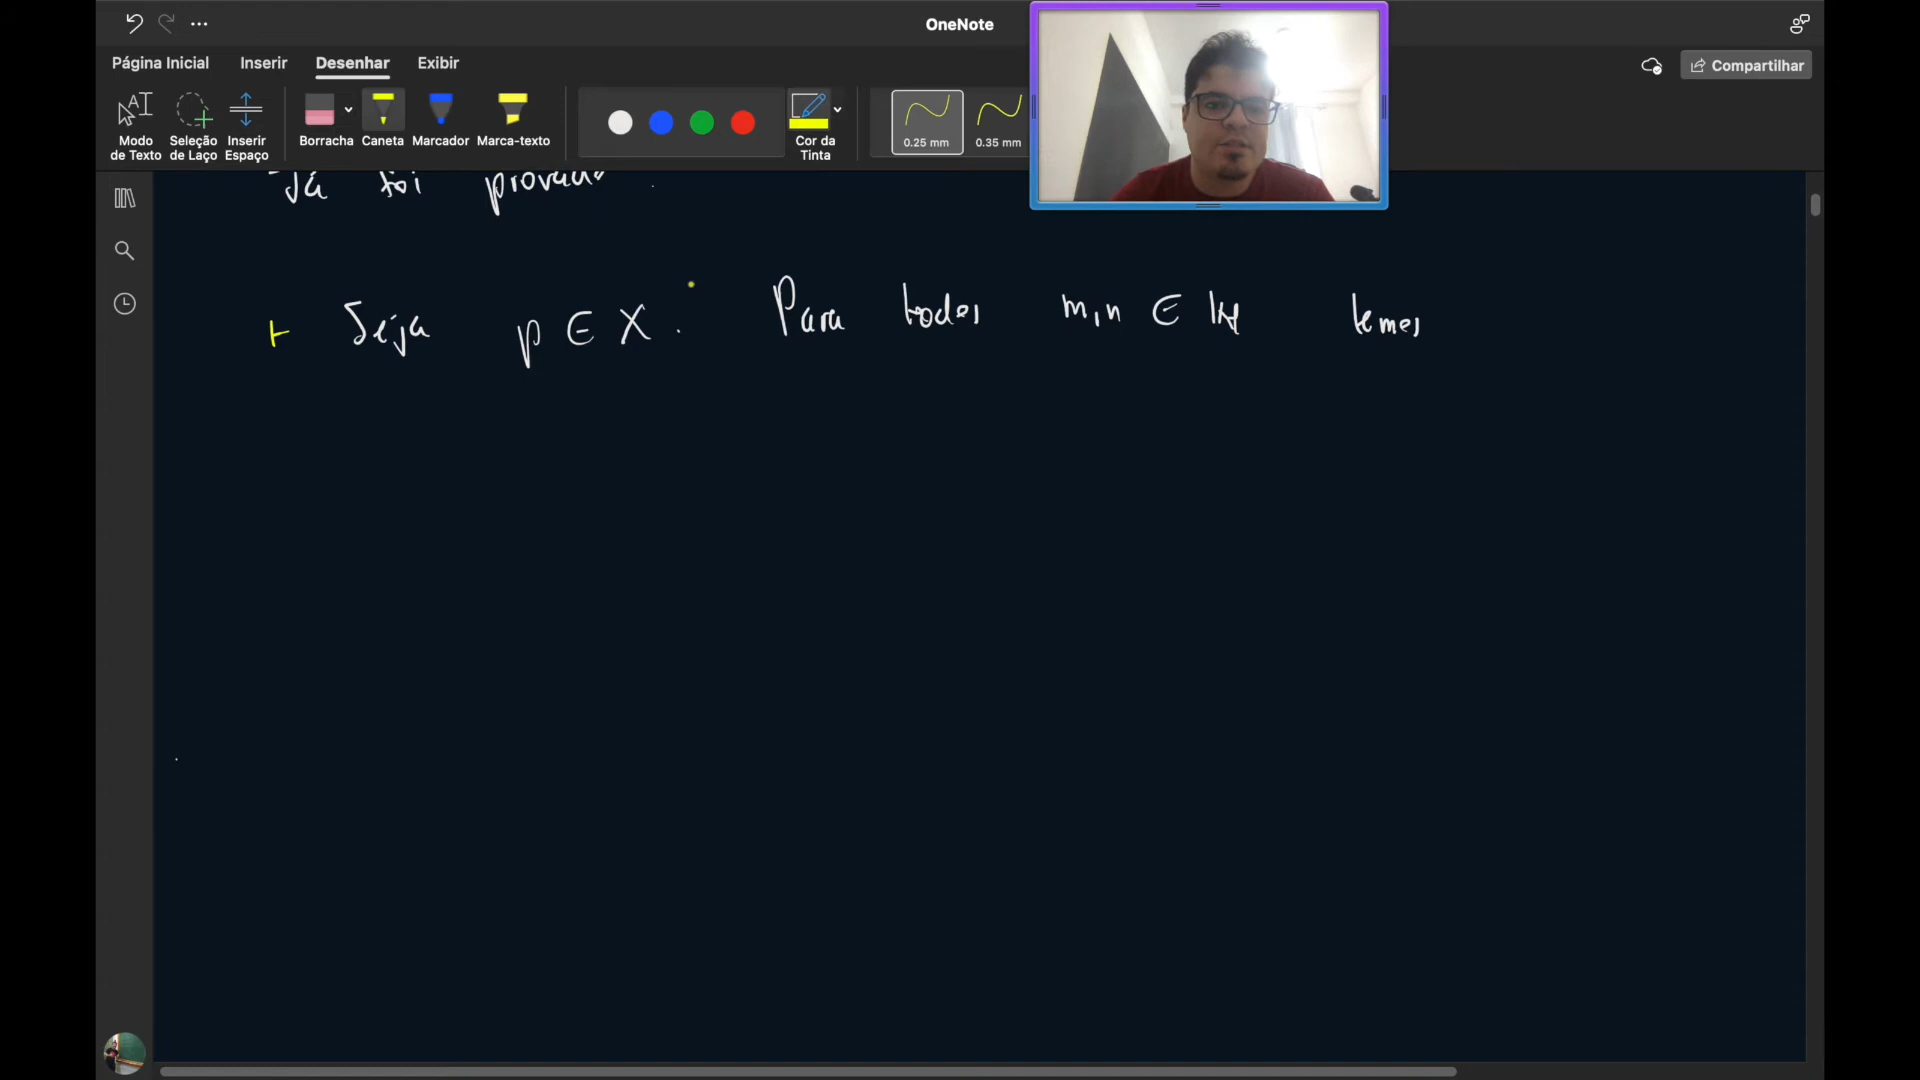 OneNote
Página Inicial Inserir Desenhar Exibir
Compartilhar
Modo de Texto Seleção de Laço Inserir Espaço Borracha Caneta Marcador Marca-texto Cor da Tinta 0.25 mm 0.35 mm
Já foi provado.
+ Seja p ∈ X. Para todos m,n ∈ ℕ temos